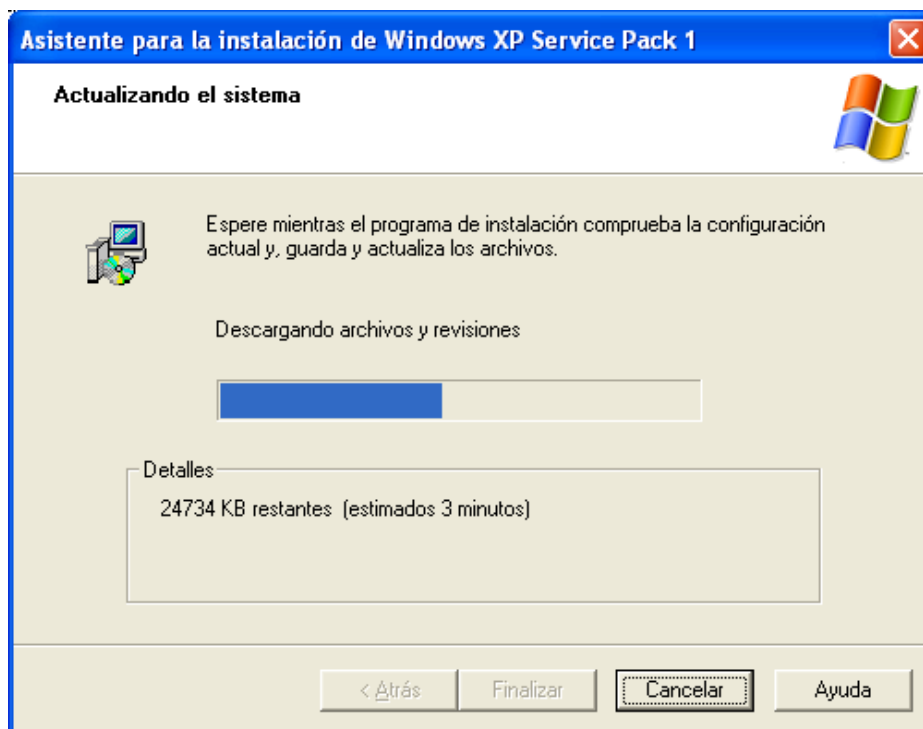 Asistente para la instalación de Windows XP Service Pack 1
Actualizando el sistema
Espere mientras el programa de instalación comprueba la configuración
actual y, guarda y actualiza los archivos.
Descargando archivos y revisiones
Detalles
24734 KB restantes (estimados 3 minutos)
< Atrás
Finalizar
Cancelar
Ayuda